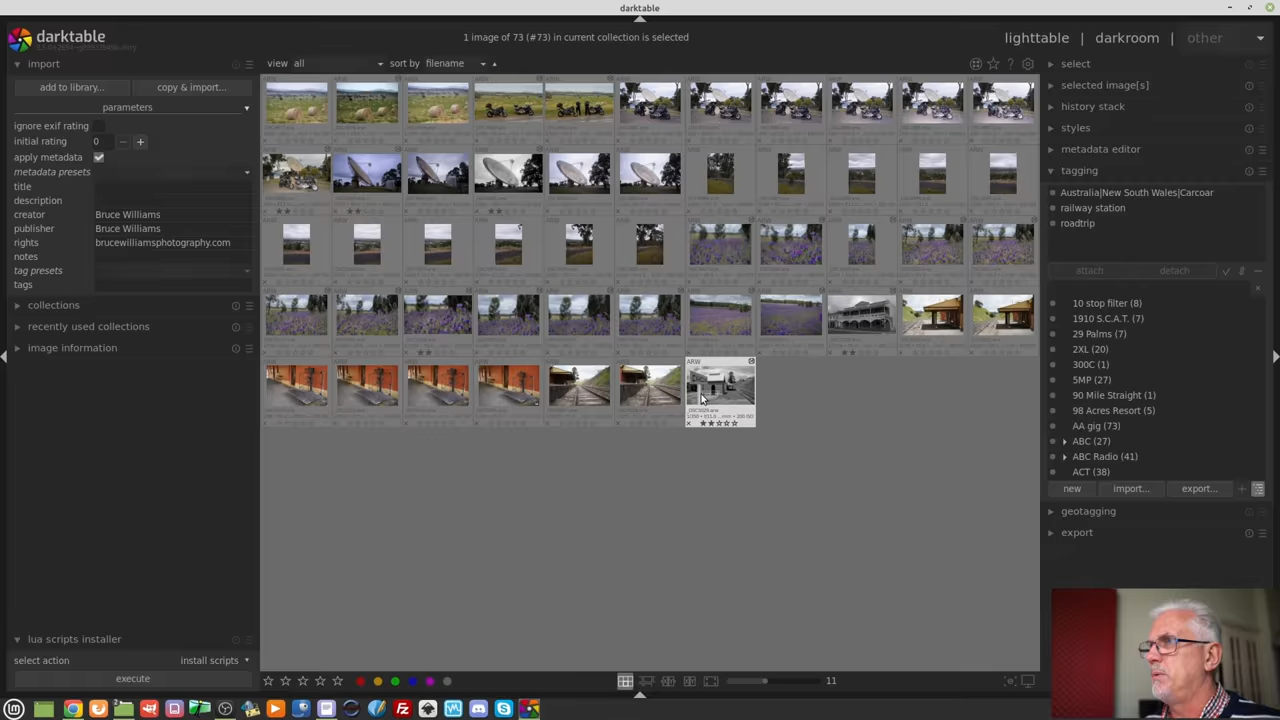 darktable
darktable
1 image of 73 (#73) in current collection is selected
lighttable | darkroom | other
import
view all sort by filename
add to library...
copy & import...
parameters
ignore exif rating
initial rating 0
apply metadata
metadata presets
title
description
creator Bruce Williams
publisher Bruce Williams
rights brucewilliamsphotography.com
notes
tag presets
tags
collections
recently used collections
image information
lua scripts installer
select action install scripts
execute
ARW
11
select
selected image[s]
history stack
styles
metadata editor
tagging
Australia|New South Wales|Carcoar
railway station
roadtrip
attach
detach
10 stop filter (8)
1910 S.C.A.T. (7)
29 Palms (7)
2XL (20)
300C (1)
5MP (27)
90 Mile Straight (1)
98 Acres Resort (5)
AA gig (73)
ABC (27)
ABC Radio (41)
ACT (38)
new
import...
export...
geotagging
export